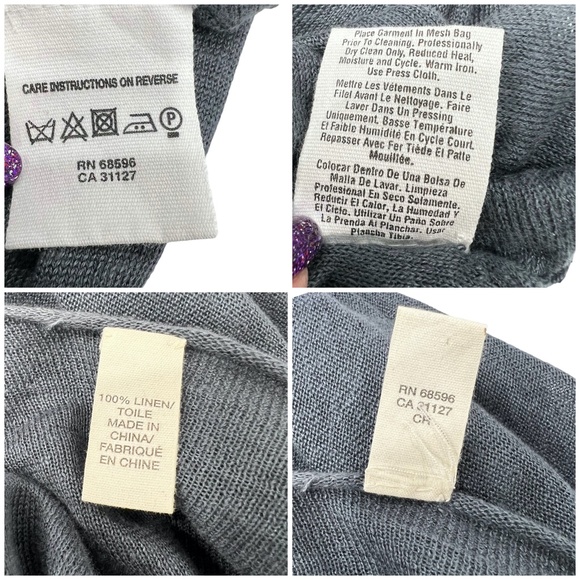 CARE INSTRUCTIONS ON REVERSE
P
RN 68596
CA 31127
Place Garment In Mesh Bag
Prior To Cleaning. Professionally
Dry Clean Only, Reduced Heat,
Moisture and Cycle. Warm Iron.
Use Press Cloth.
Mettre Les Vêtements Dans Le
Filet Avant Le Nettoyage. Faire
Laver Dans Un Pressing
Uniquement. Basse Température
Et Faible Humidité En Cycle Court.
Repasser Avec Fer Tiède Et Patte
Mouillée.
Colocar Dentro De Una Bolsa De
Malla De Lavar. Limpieza
Profesional En Seco Solamente.
Reducir El Calor, La Humedad Y
El Ciclo. Utilizar Un Paño Sobre
La Prenda Al Planchar. Usar
Plancha Tibia.
100% LINEN/
TOILE
MADE IN
CHINA/
FABRIQUÉ
EN CHINE
RN 68596
CA 31127
CR